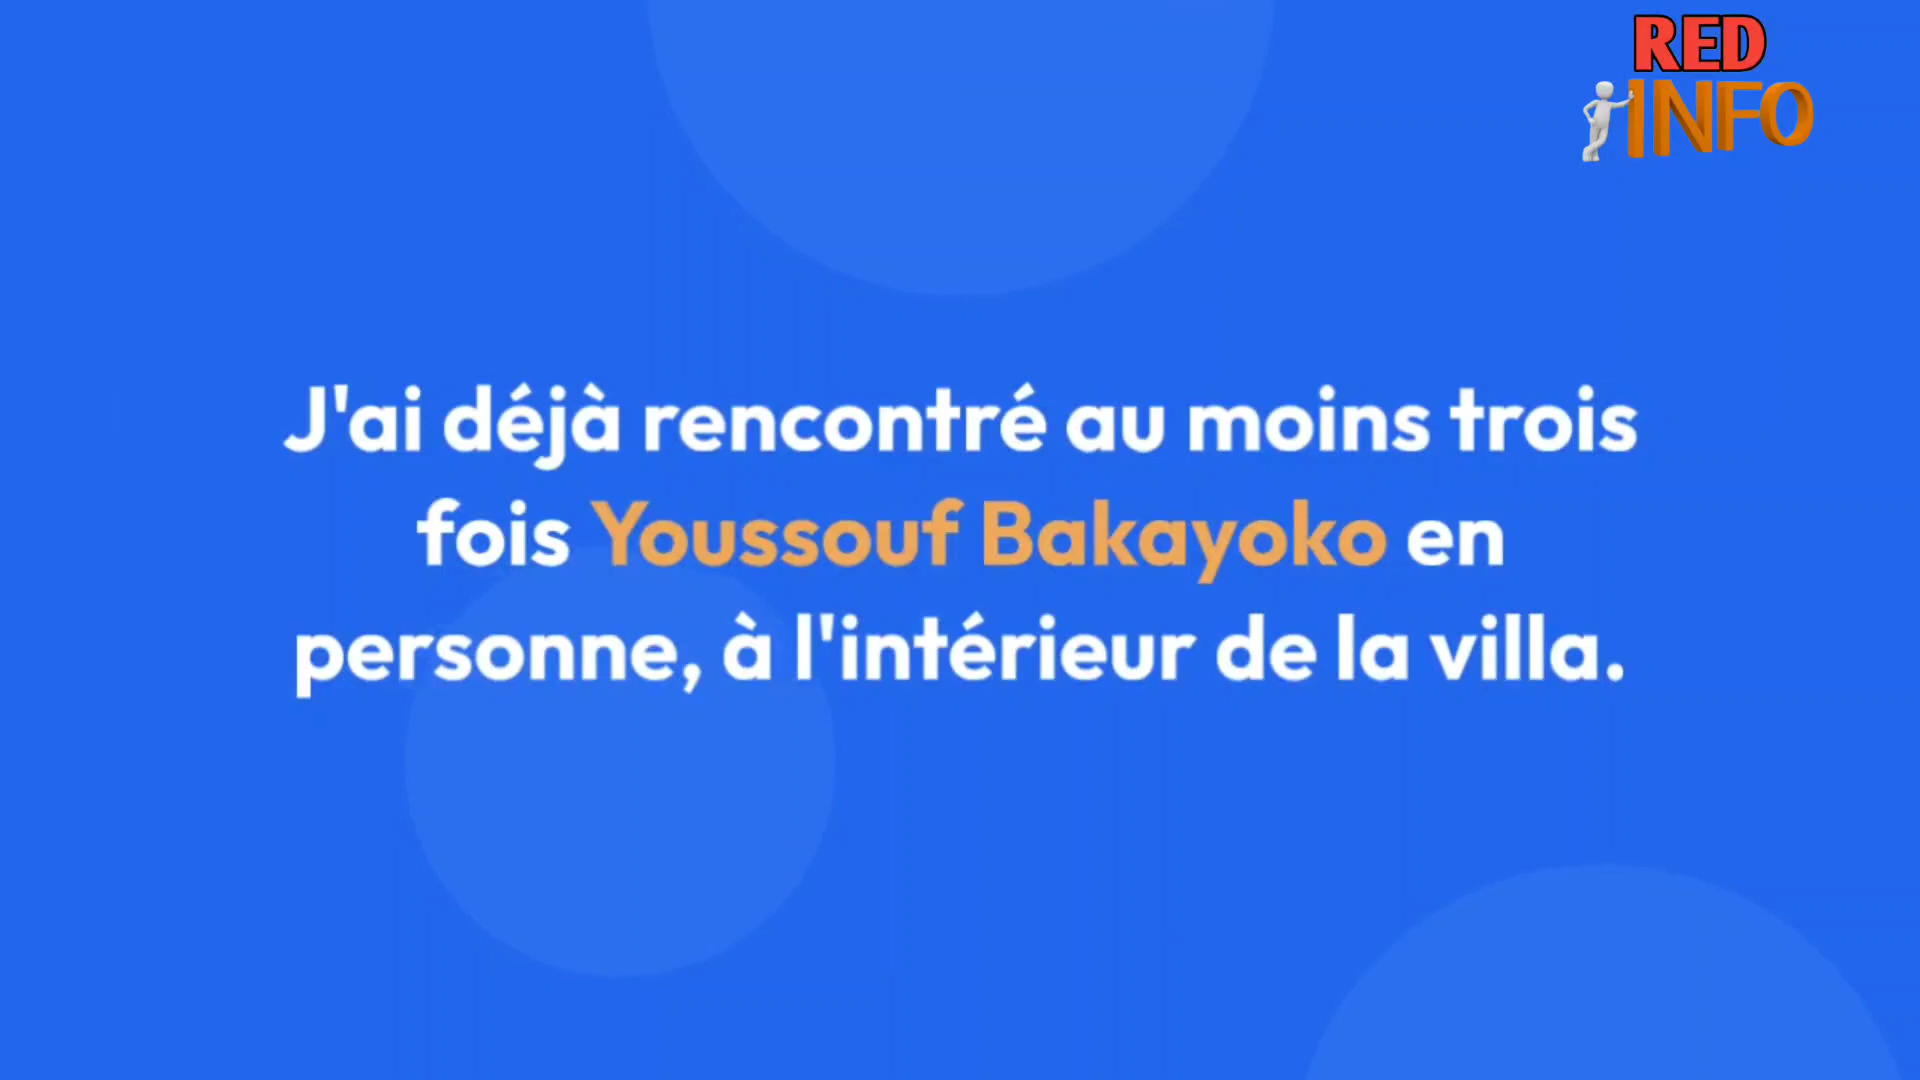 RED
INFO
J'ai déjà rencontré au moins trois
fois Youssouf Bakayoko en
personne, à l'intérieur de la villa.